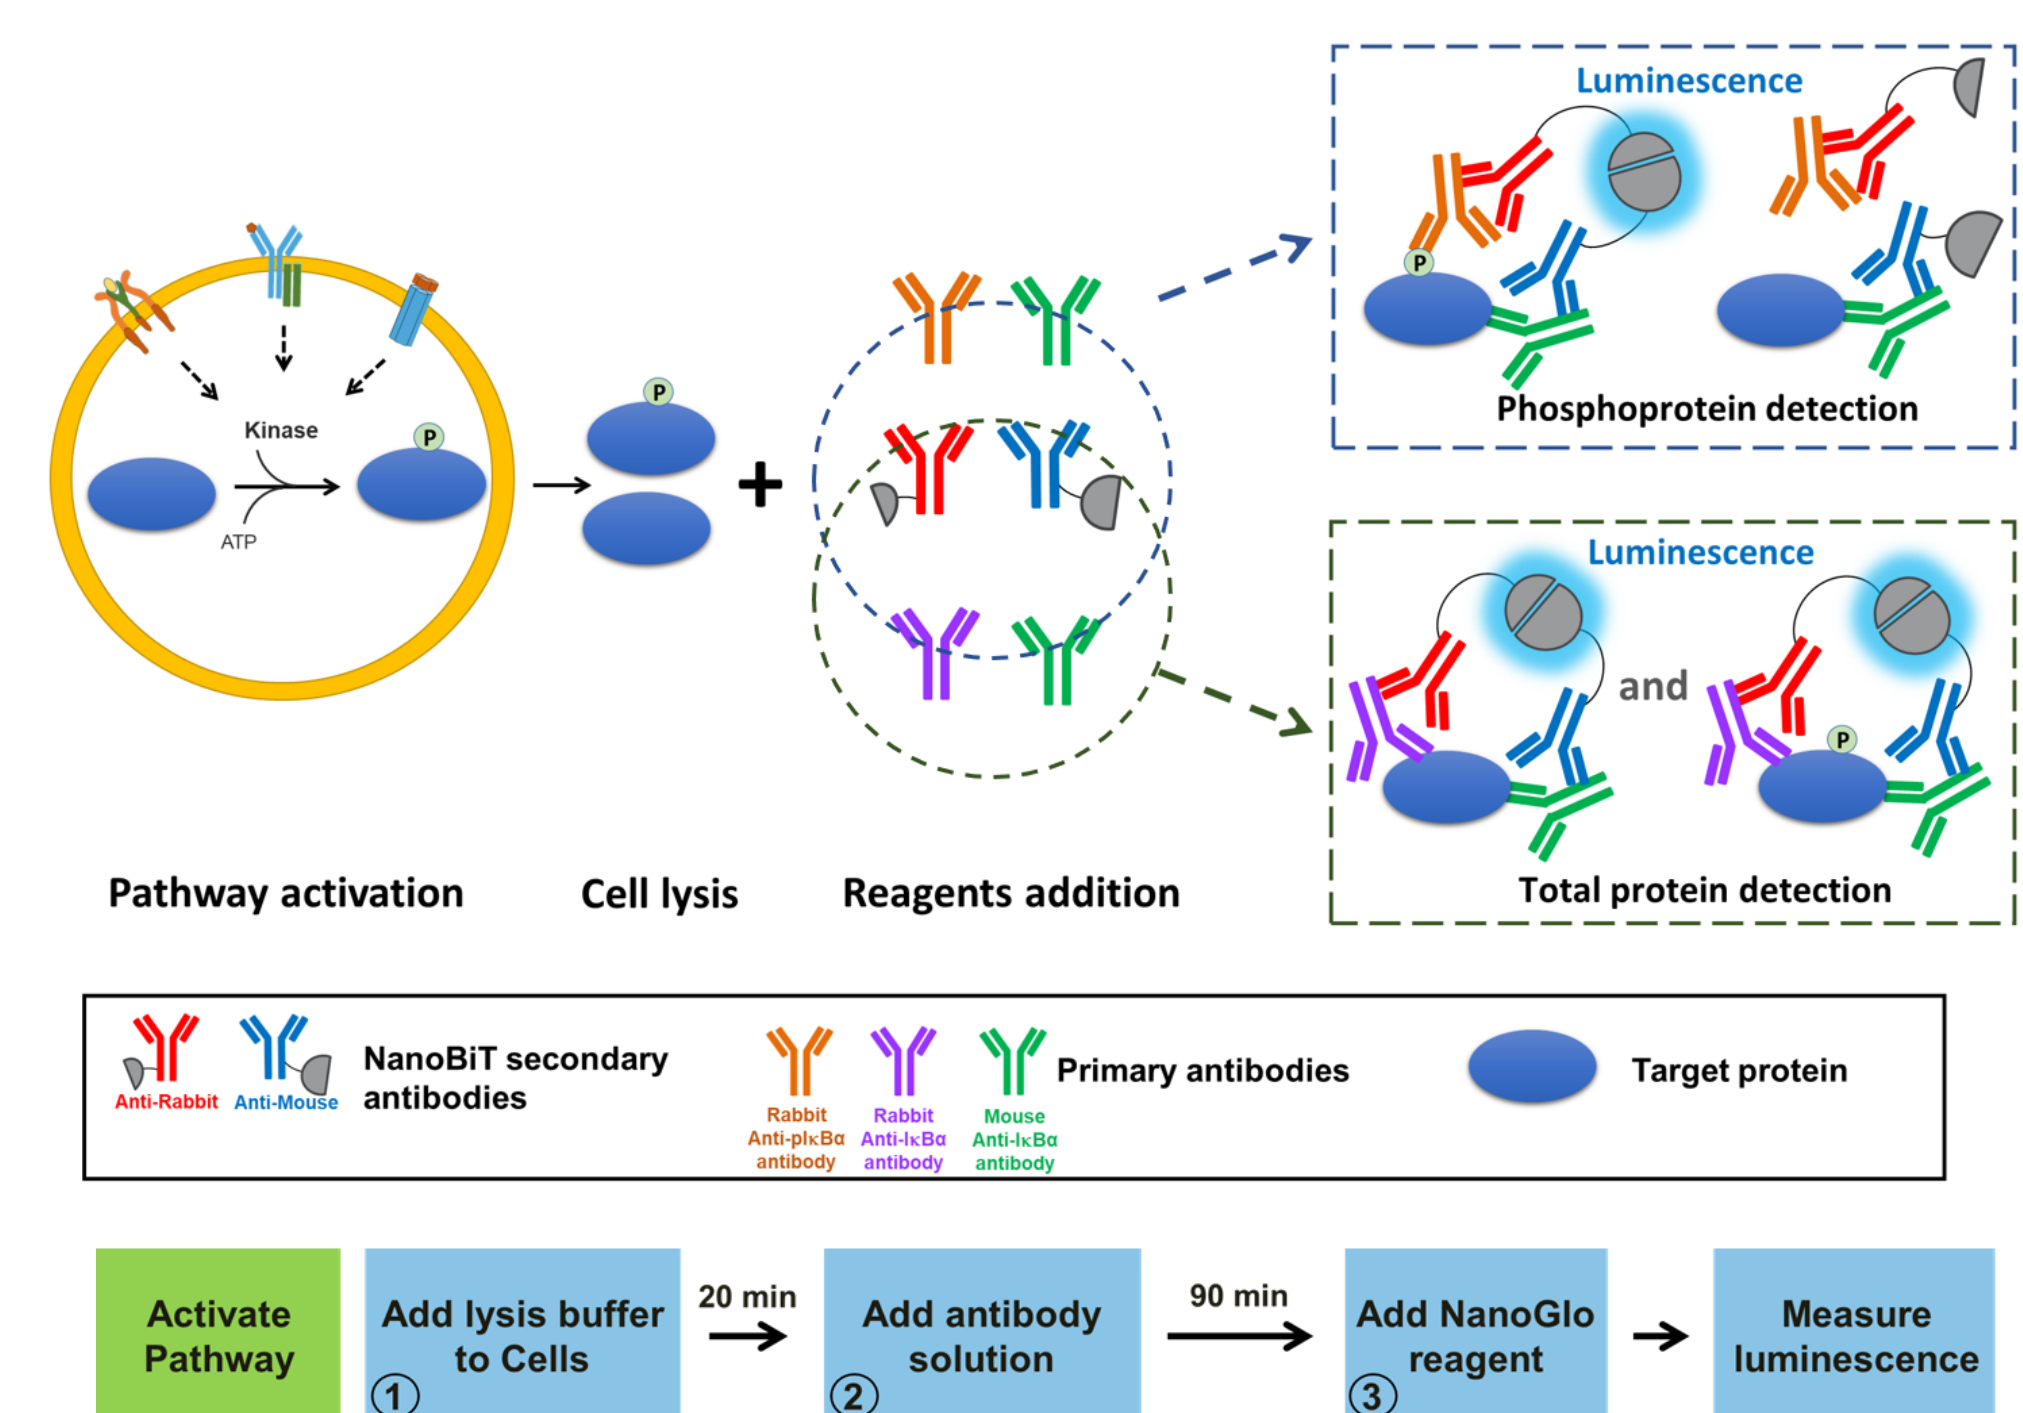 Luminescence
P
Phosphoprotein detection
Kinase
P
ATP
P
Luminescence
and
P
Total protein detection
Pathway activation
Cell lysis
Reagents addition
Anti-Rabbit
Anti-Mouse
NanoBiT secondary
antibodies
Rabbit
Anti-pIκBα
antibody
Rabbit
Anti-IκBα
antibody
Mouse
Anti-IκBα
antibody
Primary antibodies
Target protein
Activate
Pathway
Add lysis buffer
to Cells
1
20 min
Add antibody
solution
2
90 min
Add NanoGlo
reagent
3
Measure
luminescence